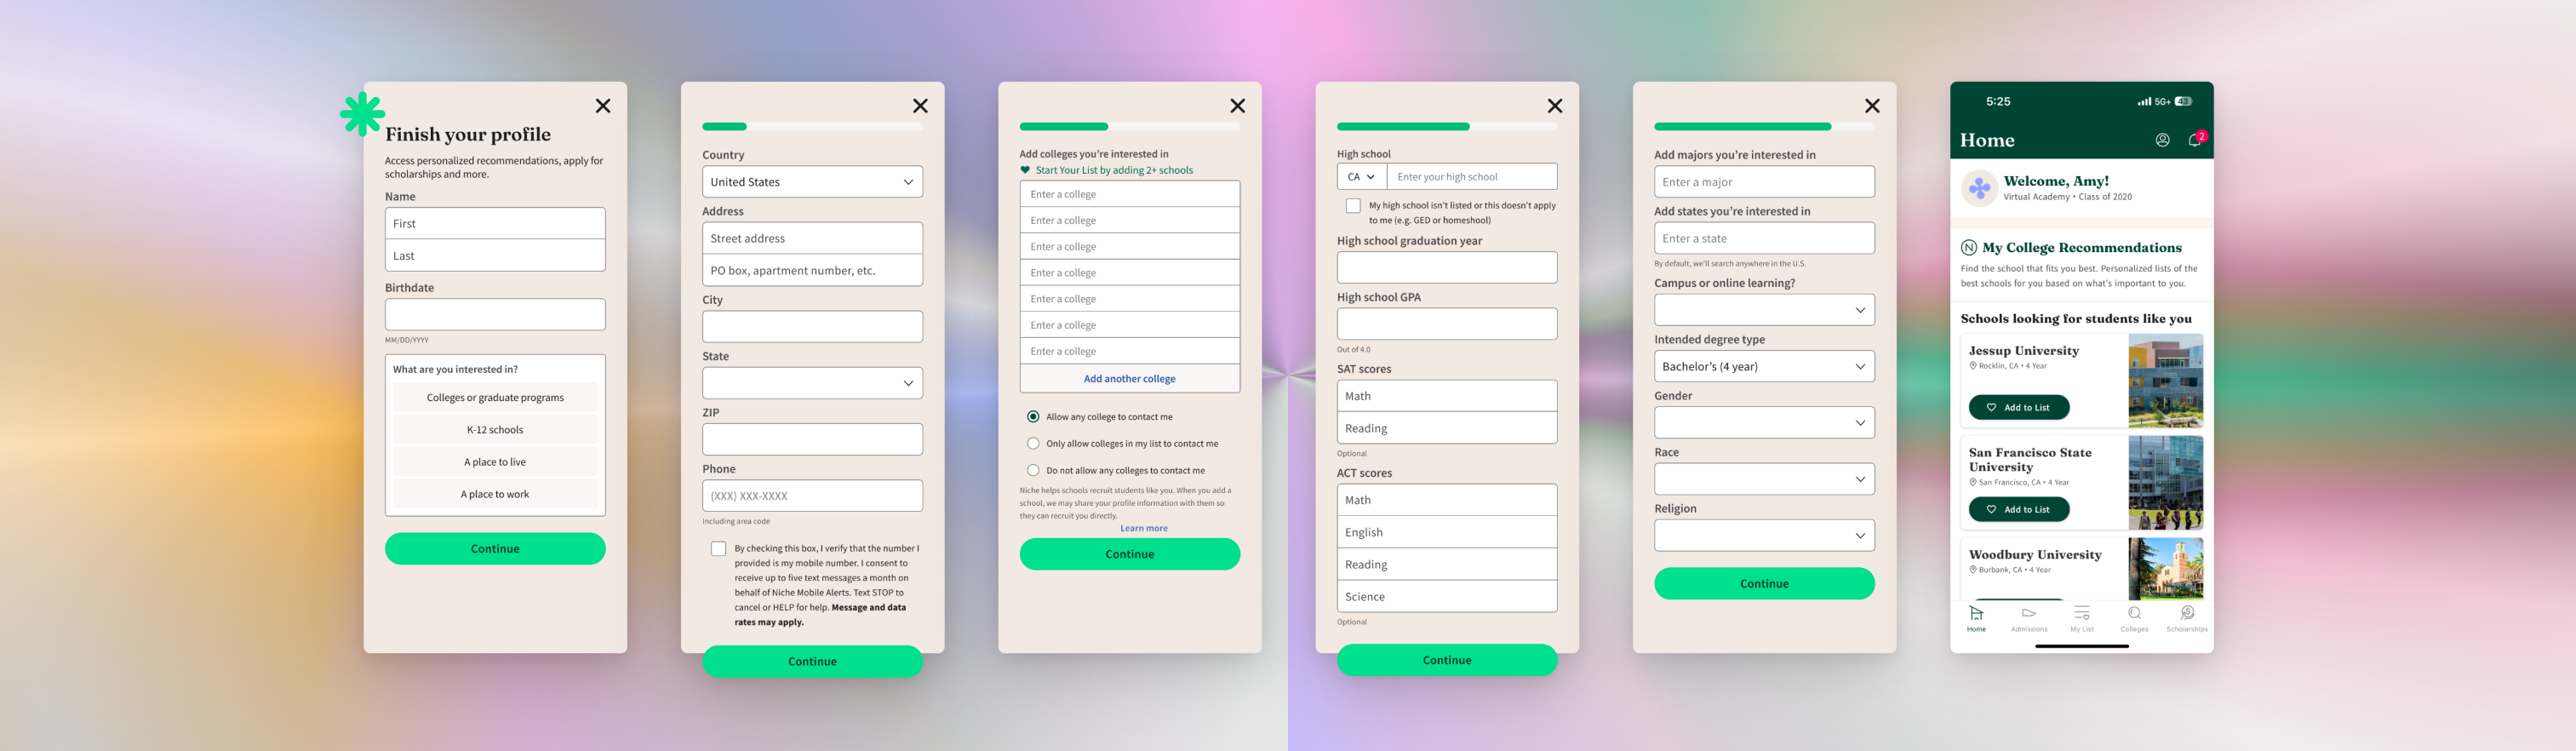 Finish your profile
Access personalized recommendations, apply for
scholarships and more.
Name
First
Last
Birthdate
MM/DD/YYYY
What are you interested in?
Colleges or graduate programs
K-12 schools
A place to live
A place to work
Continue
Country
United States
Address
Street address
PO box, apartment number, etc.
City
State
ZIP
Phone
(XXX) XXX-XXXX
Including area code
By checking this box, I verify that the number I
provided is my mobile number. I consent to
receive up to five text messages a month on
behalf of Niche Mobile Alerts. Text STOP to
cancel or HELP for help. Message and data
rates may apply.
Continue
Add colleges you're interested in
Start Your List by adding 2+ schools
Enter a college
Enter a college
Enter a college
Enter a college
Enter a college
Enter a college
Enter a college
Add another college
Allow any college to contact me
Only allow colleges in my list to contact me
Do not allow any colleges to contact me
Niche helps schools recruit students like you. When you add a
school, we may share your profile information with them so
they can recruit you directly.
Learn more
Continue
High school
CA Enter your high school
My high school isn't listed or this doesn't apply
to me (e.g. GED or homeshool)
High school graduation year
High school GPA
Out of 4.0
SAT scores
Math
Reading
Optional
ACT scores
Math
English
Reading
Science
Optional
Continue
Add majors you're interested in
Enter a major
Add states you're interested in
Enter a state
By default, we'll search anywhere in the U.S.
Campus or online learning?
Intended degree type
Bachelor's (4 year)
Gender
Race
Religion
Continue
5:25 5G+
Home 2
Welcome, Amy!
Virtual Academy • Class of 2020
N My College Recommendations
Find the school that fits you best. Personalized lists of the
best schools for you based on what's important to you.
Schools looking for students like you
Jessup University
Rocklin, CA • 4 Year
Add to List
San Francisco State
University
San Francisco, CA • 4 Year
Add to List
Woodbury University
Burbank, CA • 4 Year
Home Admissions My List Colleges Scholarships